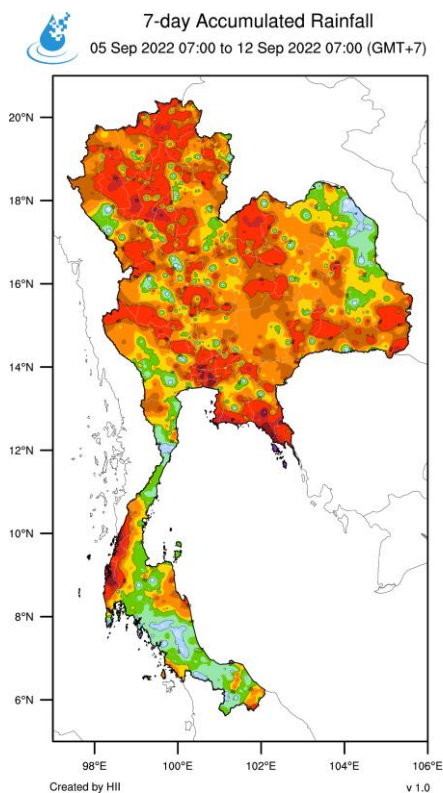 7-day Accumulated Rainfall
05 Sep 2022 07:00 to 12 Sep 2022 07:00 (GMT+7)
20°N
18°N
16°N
14°N
12°N
10°N
8°N
6°N
98°E 100°E 102°E 104°E 106°E
Created by HII v 1.0